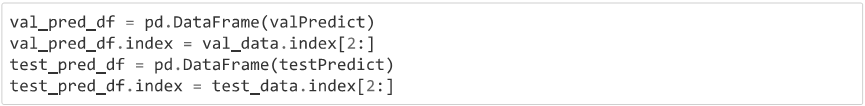 val_pred_df = pd.DataFrame(valPredict)
val_pred_df.index = val_data.index[2:]
test_pred_df = pd.DataFrame(testPredict)
test_pred_df.index = test_data.index[2:]